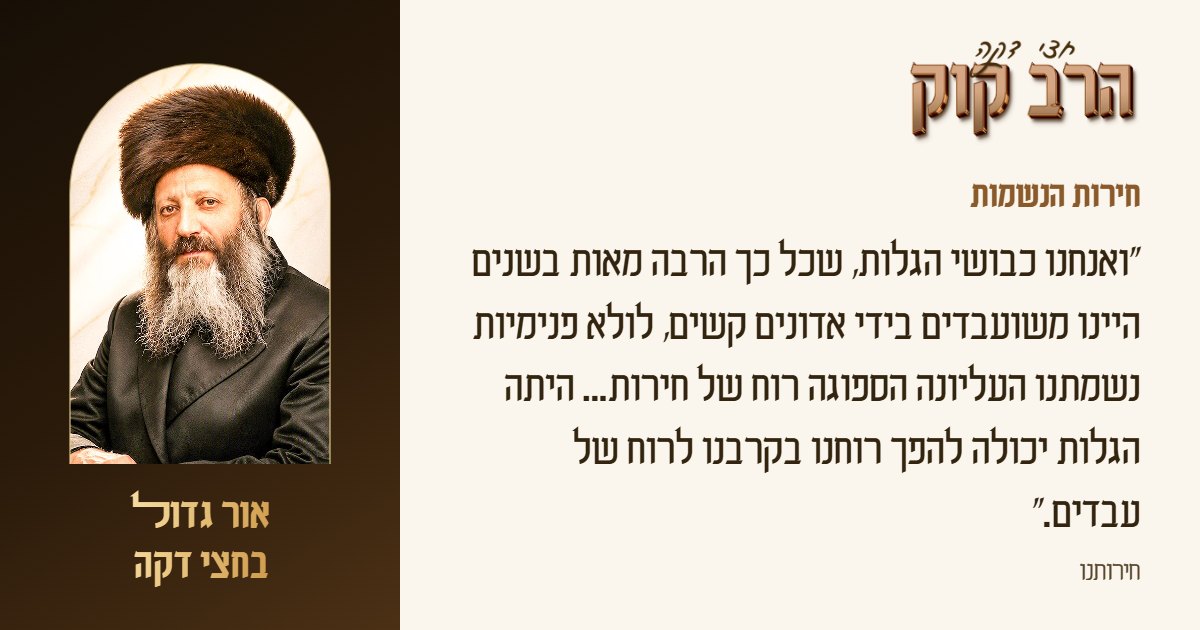 חצי דקה
הרב קוק
חירות הנשמות
"ואנחנו כבושי הגלות, שכל כך הרבה מאות בשנים
היינו משועבדים בידי אדונים קשים, לולא פנימיות
נשמתנו העליונה הספוגה רוח של חירות... היתה
הגלות יכולה להפך רוחנו בקרבנו לרוח של
עבדים."
חירותנו
אור גדול
בחצי דקה